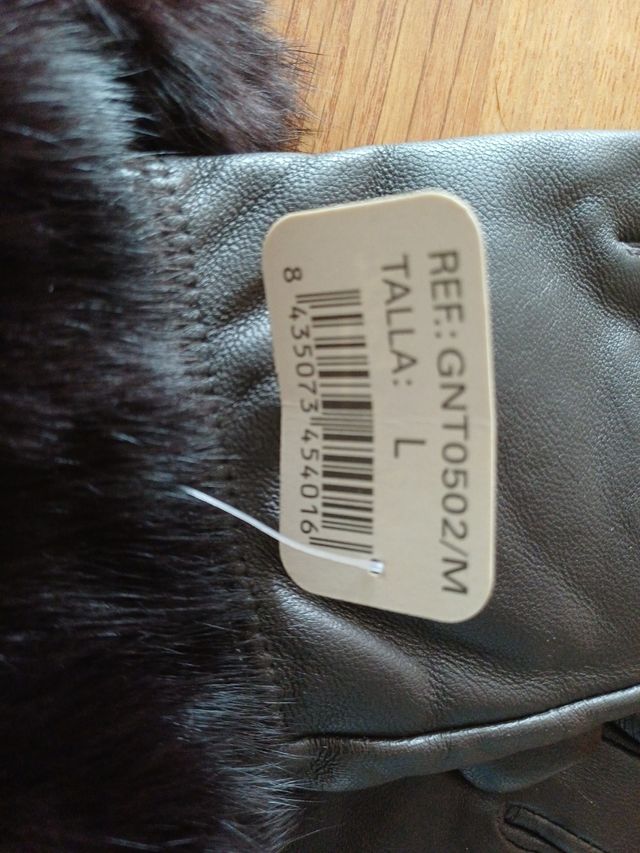 REF.: GNT0502/M
TALLA: L
8 435073 454016